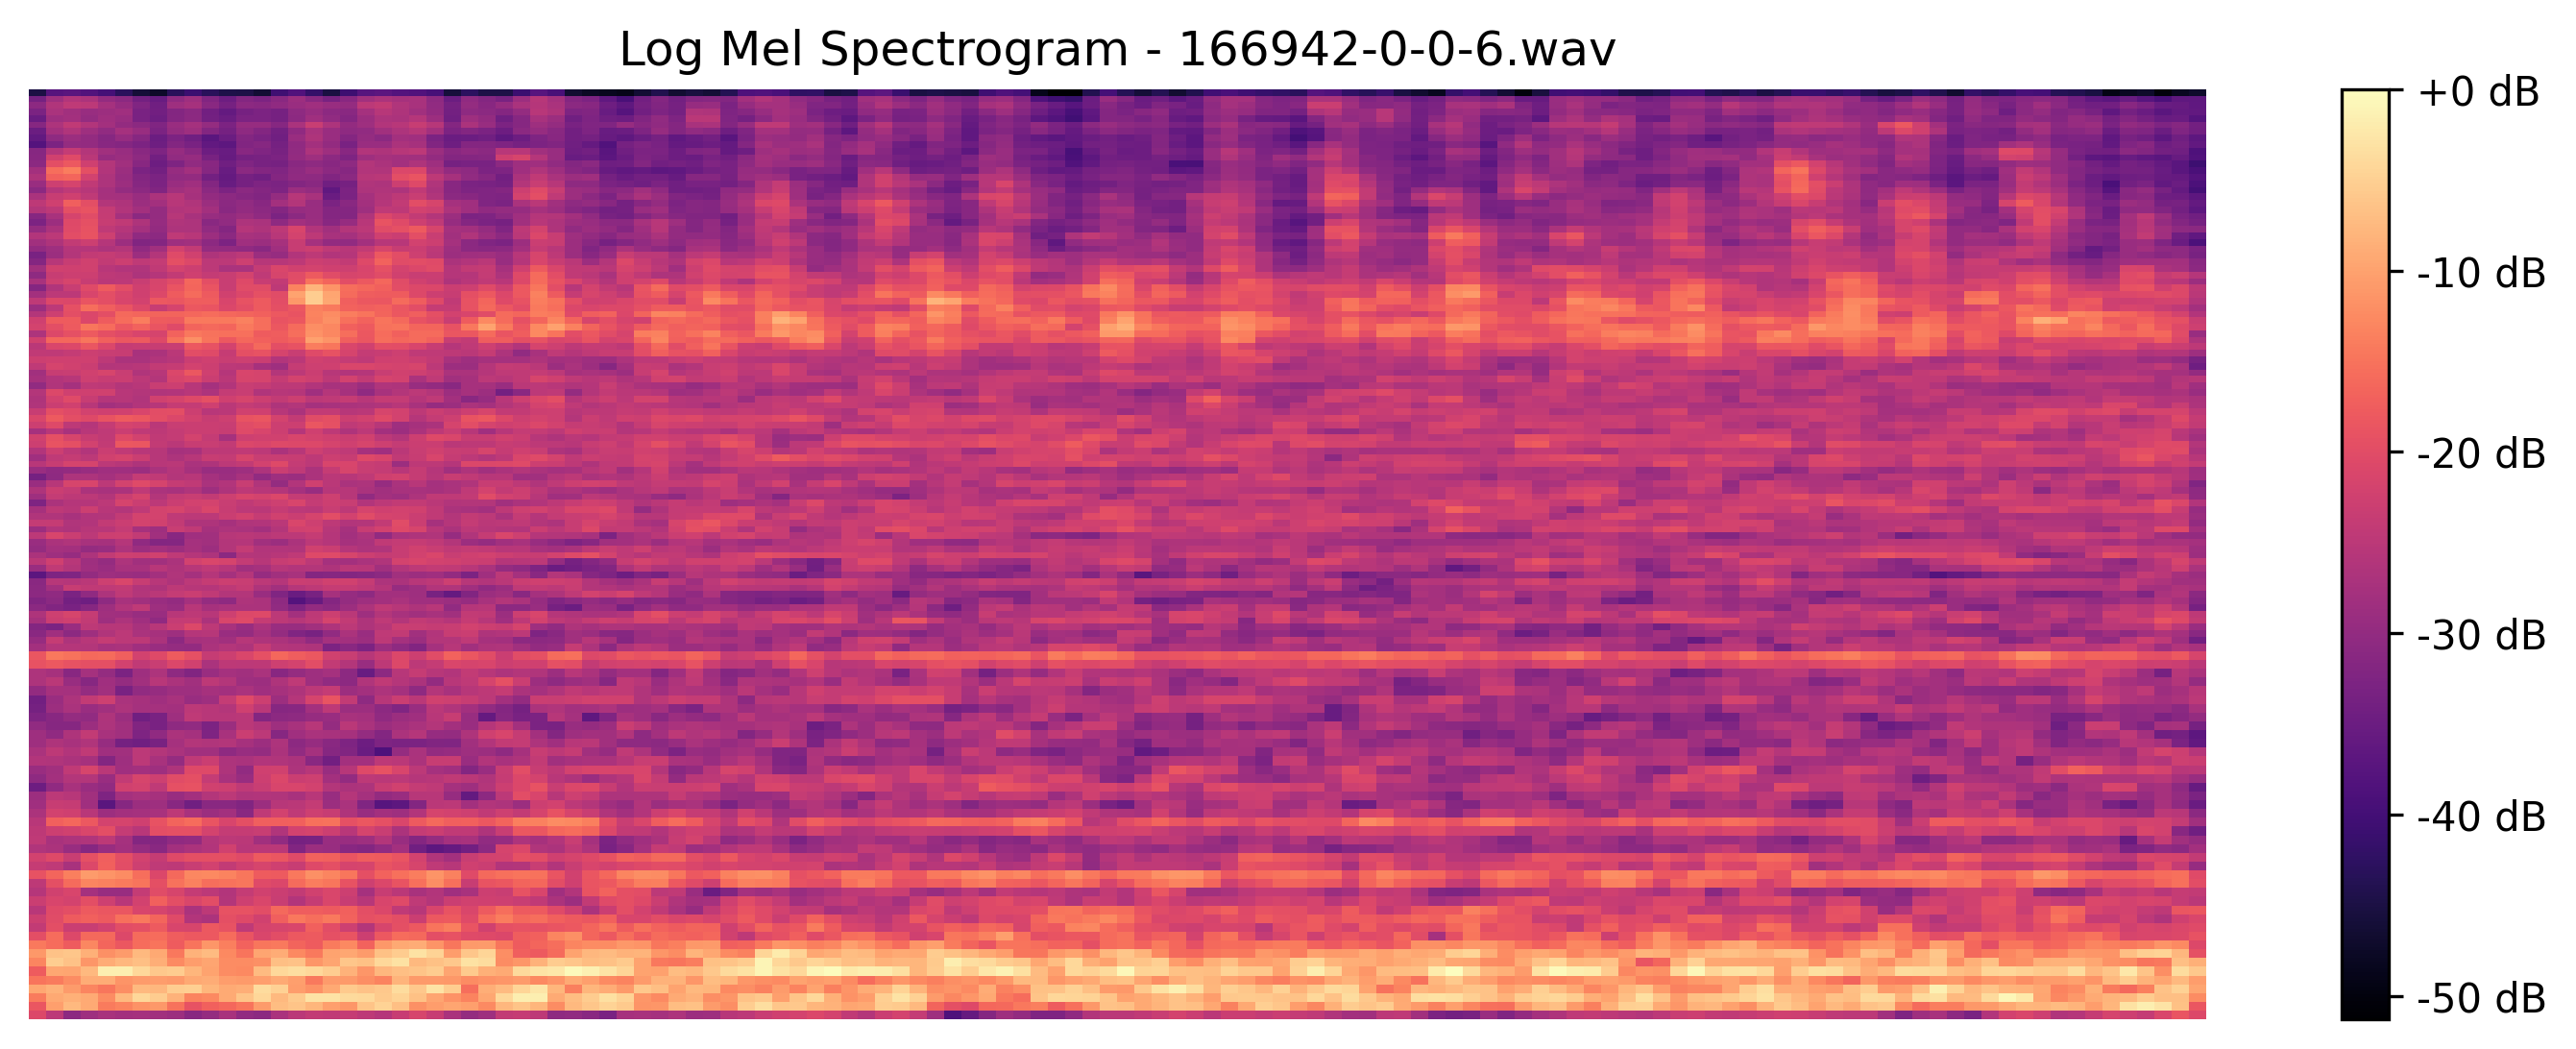 Log Mel Spectrogram - 166942-0-0-6.wav
+0 dB
-10 dB
-20 dB
-30 dB
-40 dB
-50 dB